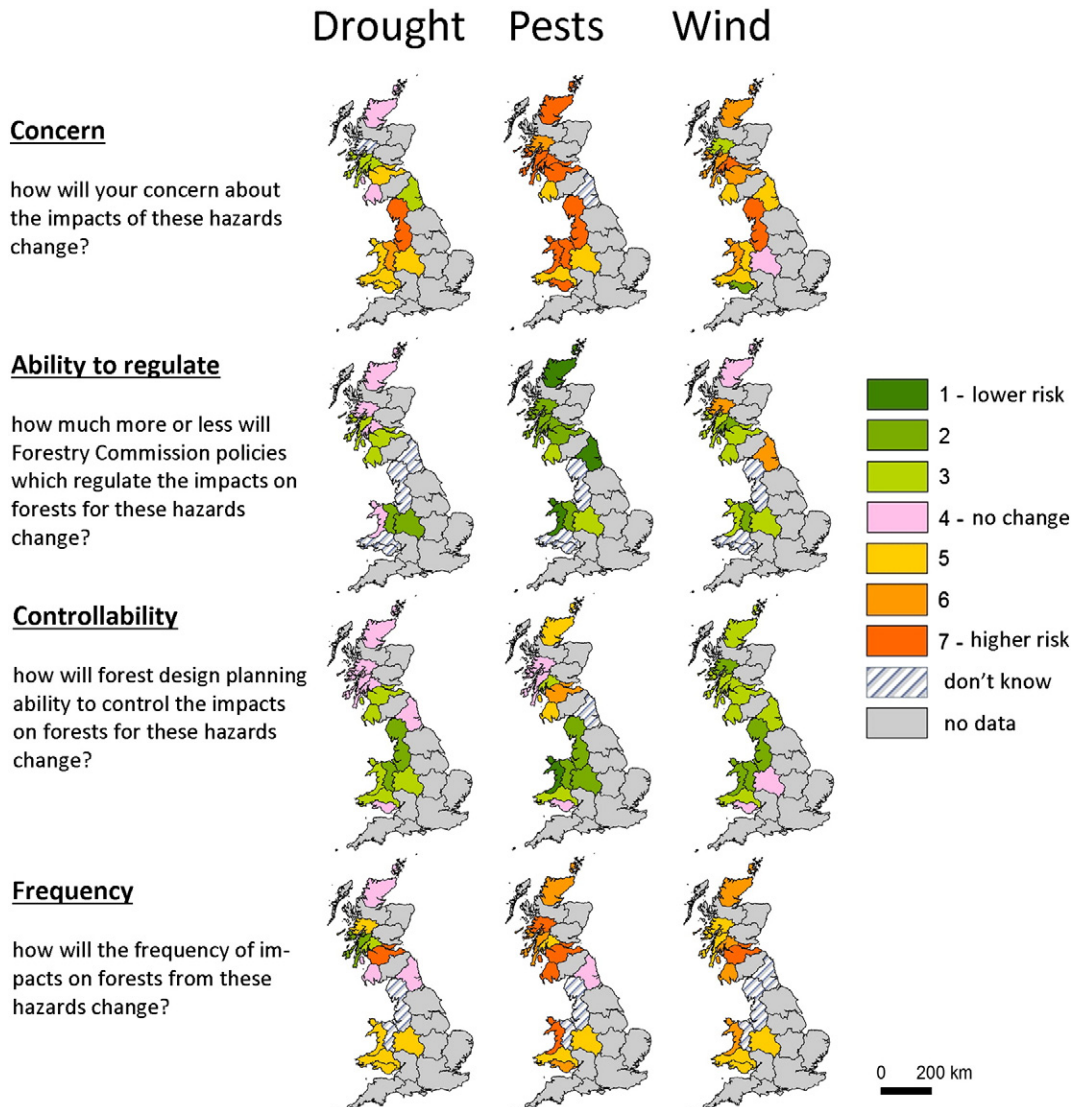 Drought Pests Wind
Concern
how will your concern about
the impacts of these hazards
change?
Ability to regulate
how much more or less will
Forestry Commission policies
which regulate the impacts on
forests for these hazards
change?
Controllability
how will forest design planning
ability to control the impacts
on forests for these hazards
change?
Frequency
how will the frequency of im-
pacts on forests from these
hazards change?
1 - lower risk
2
3
4 - no change
5
6
7 - higher risk
don't know
no data
0 200 km